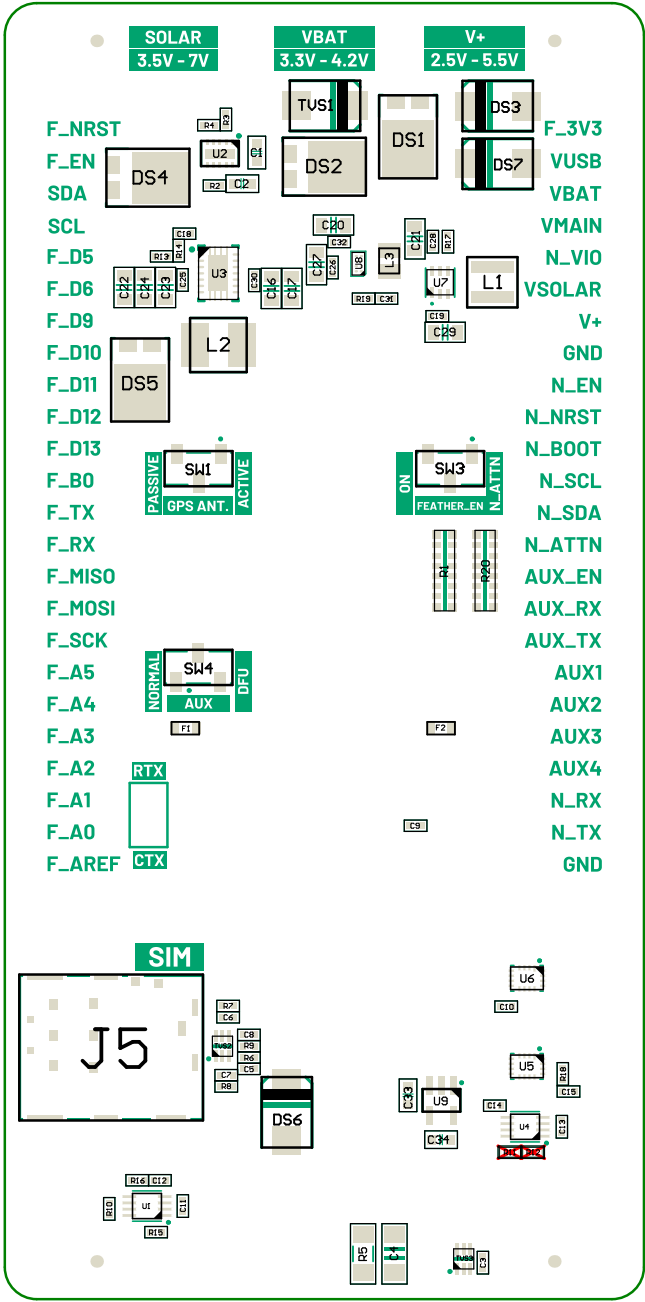 SOLAR
3.5V - 7V
VBAT
3.3V - 4.2V
V+
2.5V - 5.5V
F_NRST
F_EN
SDA
SCL
F_D5
F_D6
F_D9
F_D10
F_D11
F_D12
F_D13
F_B0
F_TX
F_RX
F_MISO
F_MOSI
F_SCK
F_A5
F_A4
F_A3
F_A2
F_A1
F_A0
F_AREF
F_3V3
VUSB
VBAT
VMAIN
N_VIO
VSOLAR
V+
GND
N_EN
N_NRST
N_BOOT
N_SCL
N_SDA
N_ATTN
AUX_EN
AUX_RX
AUX_TX
AUX1
AUX2
AUX3
AUX4
N_RX
N_TX
GND
TVS1
DS1
DS3
R3
R4
U2
C1
DS4
R2
C2
DS2
DS7
C18
R14
R13
U3
C22
C24
C23
C25
C30
C16
C17
C20
C32
C27
C26
U8
L3
C21
C28
R17
U7
L1
R19
C31
C19
C29
L2
DS5
PASSIVE
SW1
ACTIVE
GPS ANT.
ON
SW3
N_ATTN
FEATHER_EN
R1
R20
NORMAL
SW4
DFU
AUX
F1
F2
RTX
CTX
C9
SIM
J5
R7
C6
TVS2
C8
R9
R6
C5
C7
R8
DS6
U6
C10
U5
R18
C15
C33
U9
C34
C14
U4
C13
R16
C12
R10
U1
C11
R15
R5
C4
TVS3
C3